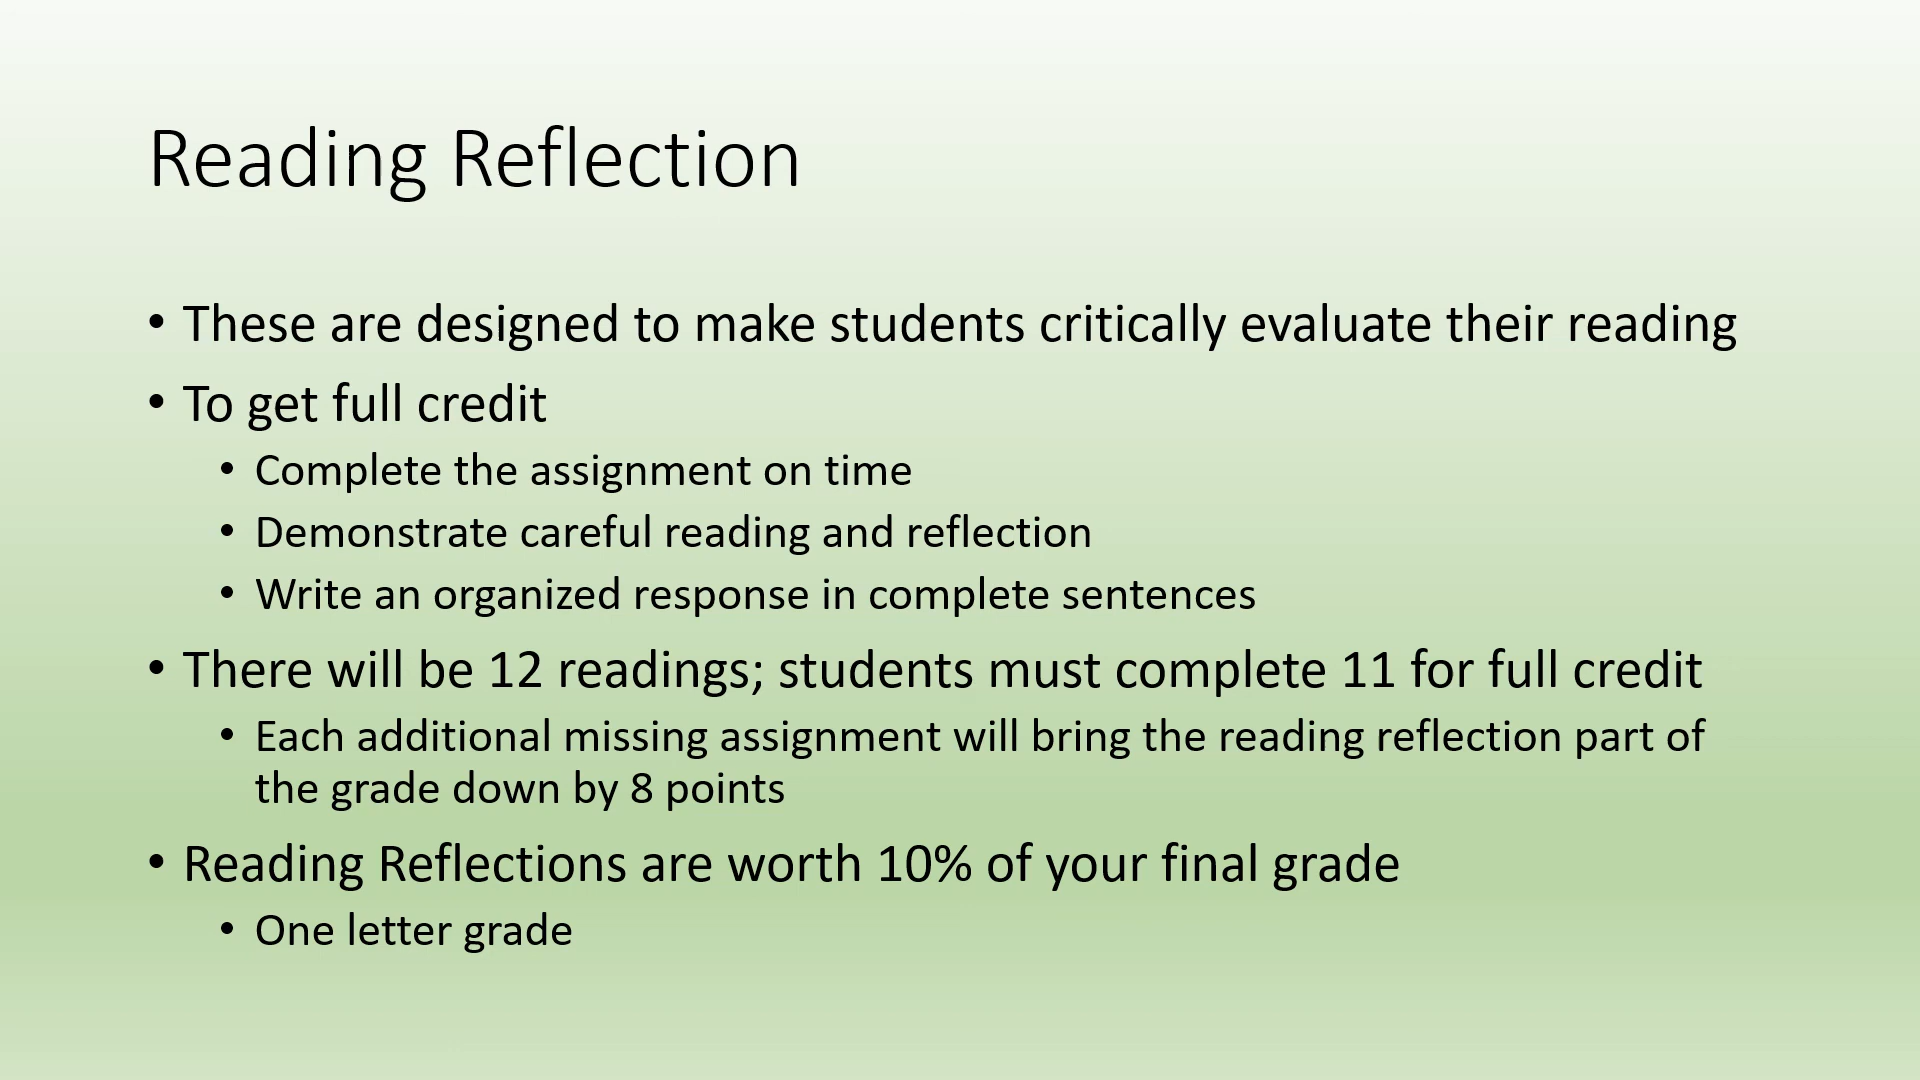 Reading Reflection
• These are designed to make students critically evaluate their reading
• To get full credit
• Complete the assignment on time
• Demonstrate careful reading and reflection
• Write an organized response in complete sentences
• There will be 12 readings; students must complete 11 for full credit
• Each additional missing assignment will bring the reading reflection part of
the grade down by 8 points
• Reading Reflections are worth 10% of your final grade
• One letter grade